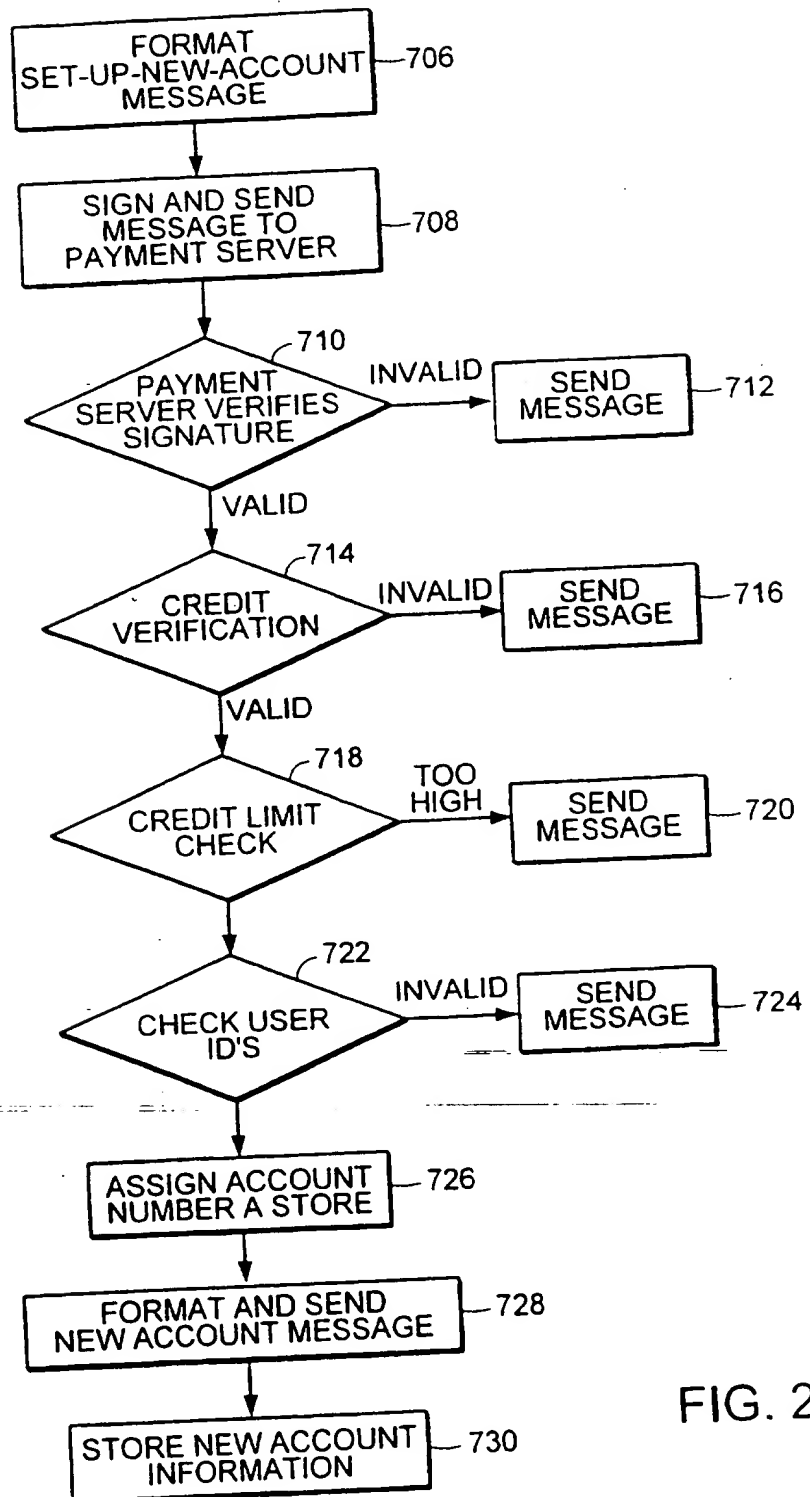 FORMAT
SET-UP-NEW-ACCOUNT
MESSAGE
706
SIGN AND SEND
MESSAGE TO
PAYMENT SERVER
708
710
PAYMENT
SERVER VERIFIES
SIGNATURE
INVALID
SEND
MESSAGE
712
VALID
714
CREDIT
VERIFICATION
INVALID
SEND
MESSAGE
716
VALID
718
CREDIT LIMIT
CHECK
TOO
HIGH
SEND
MESSAGE
720
722
CHECK USER
ID'S
INVALID
SEND
MESSAGE
724
ASSIGN ACCOUNT
NUMBER A STORE
726
FORMAT AND SEND
NEW ACCOUNT MESSAGE
728
STORE NEW ACCOUNT
INFORMATION
730
FIG. 2